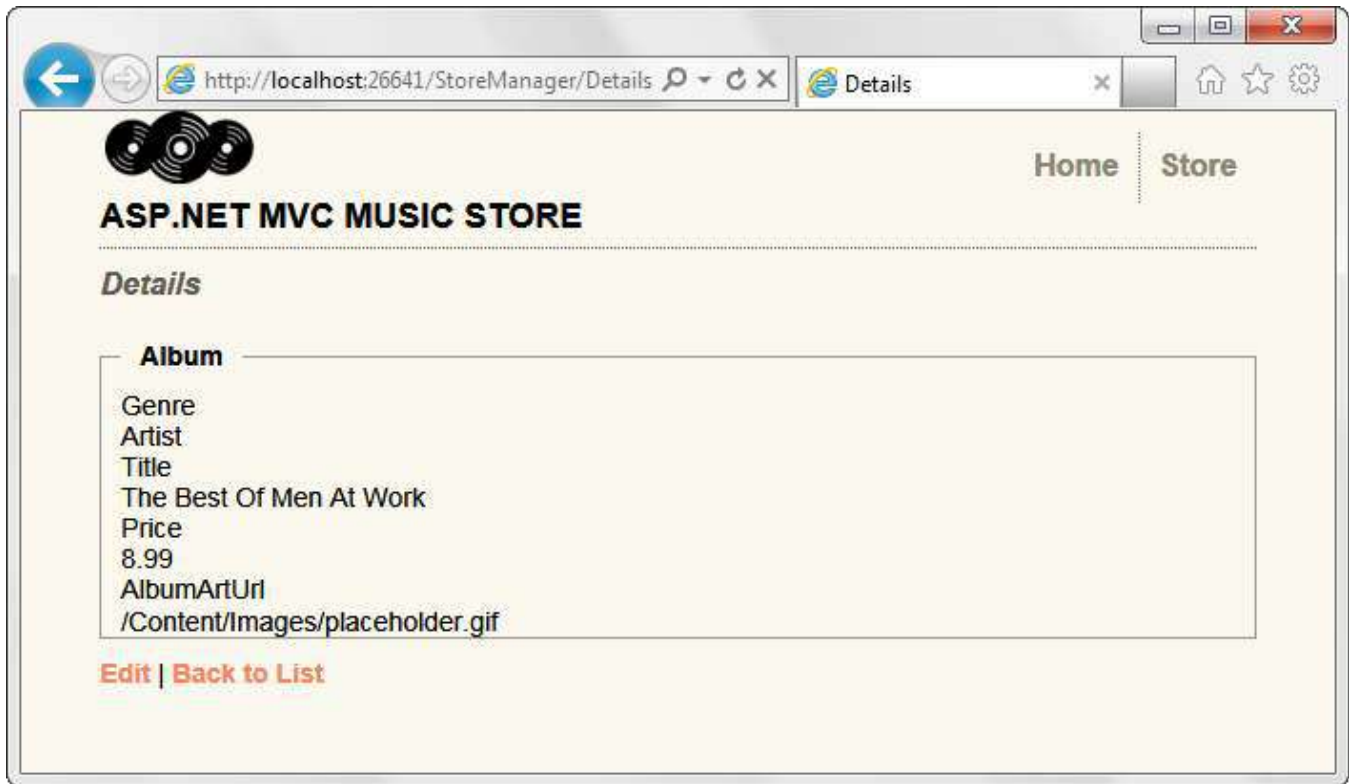 http://localhost:26641/StoreManager/Details
Details
Home
Store
ASP.NET MVC MUSIC STORE
Details
Album
Genre
Artist
Title
The Best Of Men At Work
Price
8.99
AlbumArtUrl
/Content/Images/placeholder.gif
Edit | Back to List